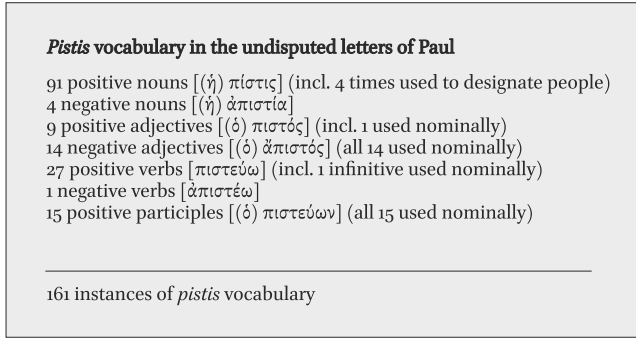 Pistis vocabulary in the undisputed letters of Paul
91 positive nouns [(ἡ) πίστις] (incl. 4 times used to designate people)
4 negative nouns [(ἡ) ἀπιστία]
9 positive adjectives [(ὁ) πιστός] (incl. 1 used nominally)
14 negative adjectives [(ὁ) ἄπιστός] (all 14 used nominally)
27 positive verbs [πιστεύω] (incl. 1 infinitive used nominally)
1 negative verbs [ἀπιστέω]
15 positive participles [(ὁ) πιστεύων] (all 15 used nominally)
161 instances of pistis vocabulary